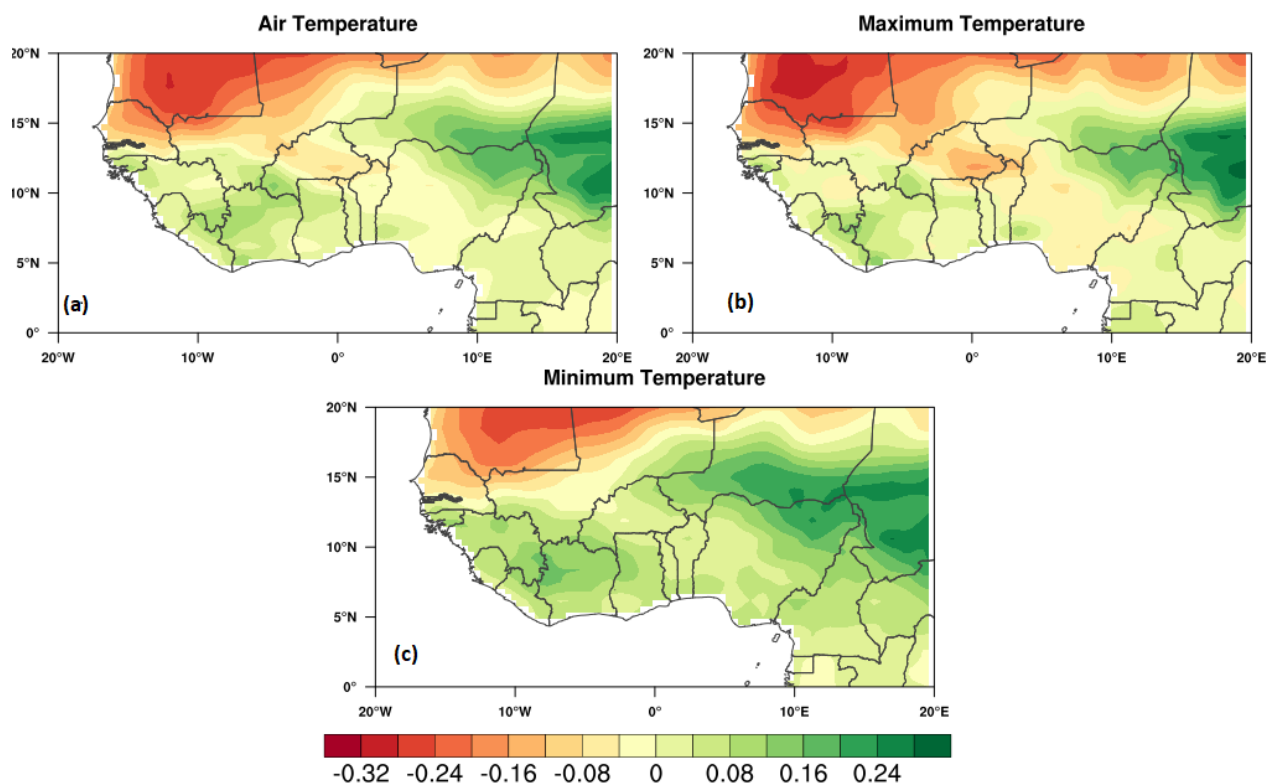 Air Temperature
Maximum Temperature
20°N
15°N
10°N
5°N
0°
(a)
20°W
10°W
0°
10°E
20°E
20°N
15°N
10°N
5°N
0°
(b)
20°W
10°W
0°
10°E
20°E
Minimum Temperature
20°N
15°N
10°N
5°N
0°
(c)
20°W
10°W
0°
10°E
20°E
-0.32 -0.24 -0.16 -0.08 0 0.08 0.16 0.24